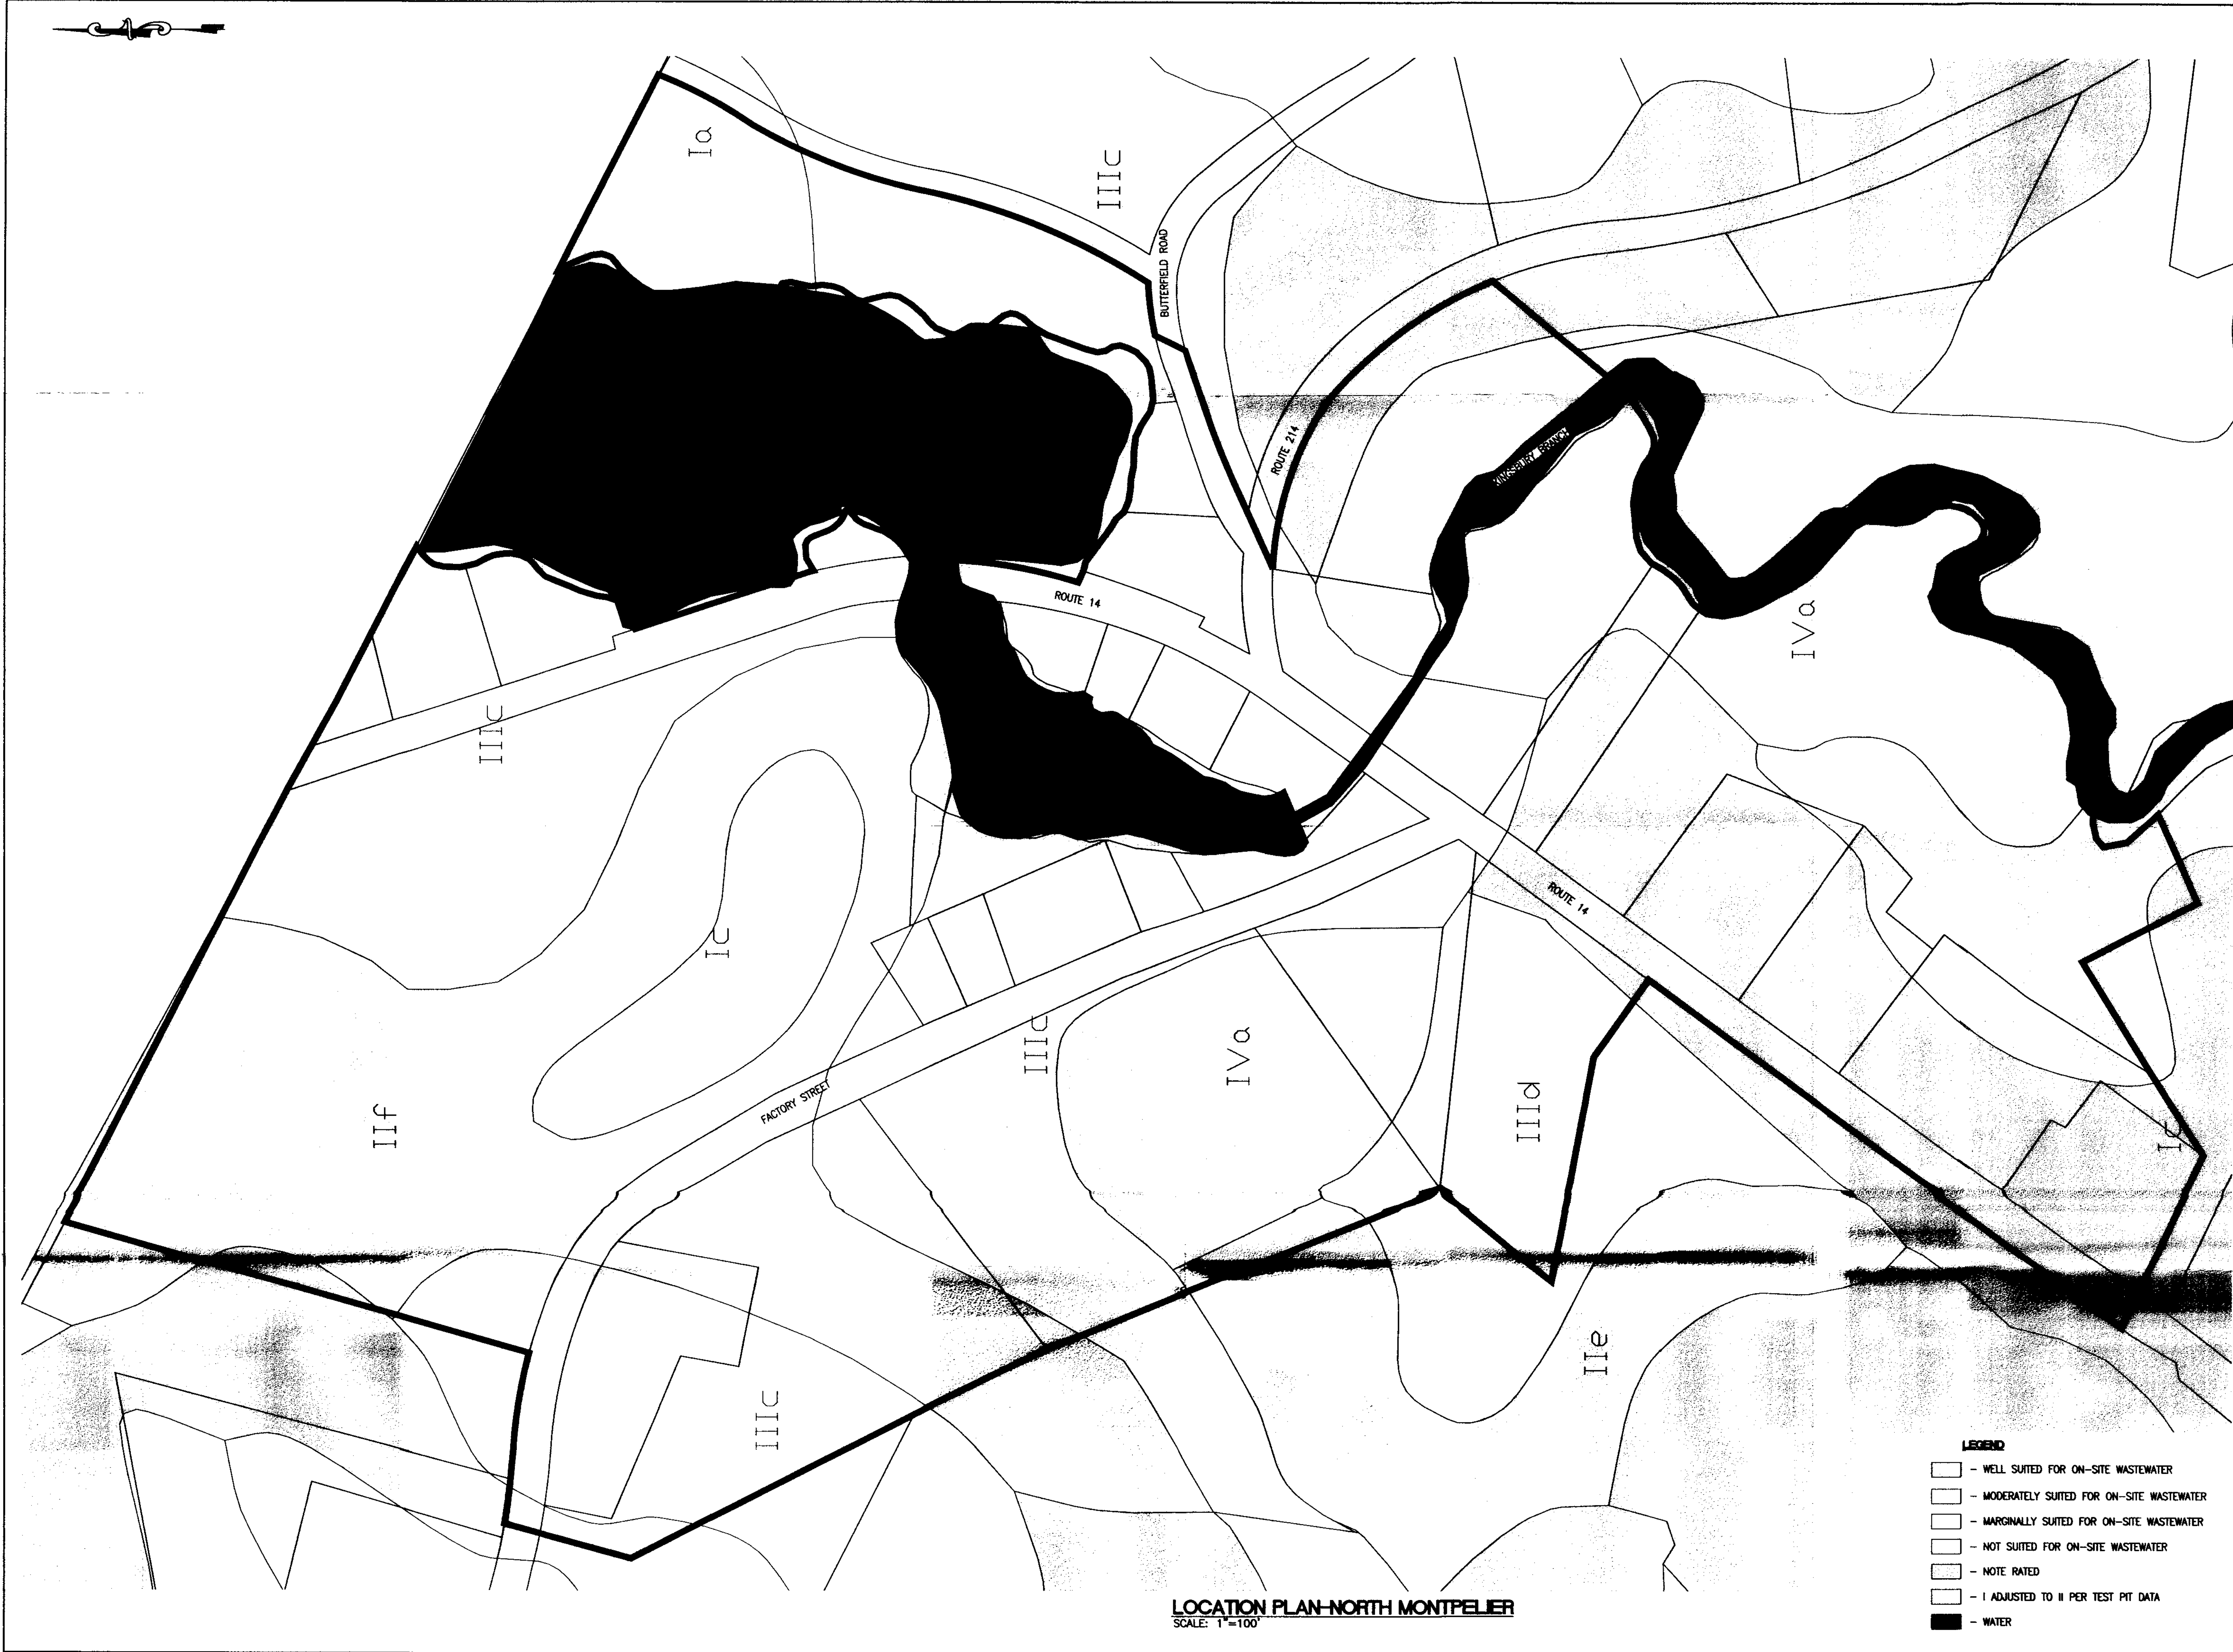 Ia
IIIc
BUTTERFIELD ROAD
ROUTE 214
KINGSBURY BRANCH
ROUTE 14
IVa
IIIc
Ic
ROUTE 14
IIIc
IVa
FACTORY STREET
IIf
IIId
Ic
IIe
IIIc
LEGEND
- WELL SUITED FOR ON-SITE WASTEWATER
- MODERATELY SUITED FOR ON-SITE WASTEWATER
- MARGINALLY SUITED FOR ON-SITE WASTEWATER
- NOT SUITED FOR ON-SITE WASTEWATER
- NOTE RATED
- I ADJUSTED TO II PER TEST PIT DATA
- WATER
LOCATION PLAN-NORTH MONTPELIER
SCALE: 1"=100'